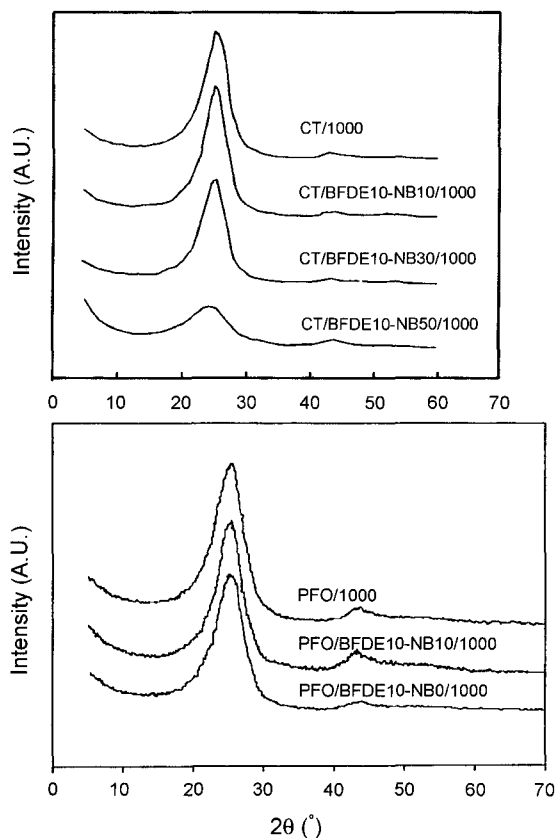 Intensity (A.U.)
CT/1000
CT/BFDE10-NB10/1000
CT/BFDE10-NB30/1000
CT/BFDE10-NB50/1000
0 10 20 30 40 50 60 70
Intensity (A.U.)
PFO/1000
PFO/BFDE10-NB10/1000
PFO/BFDE10-NB0/1000
0 10 20 30 40 50 60 70
2θ (°)